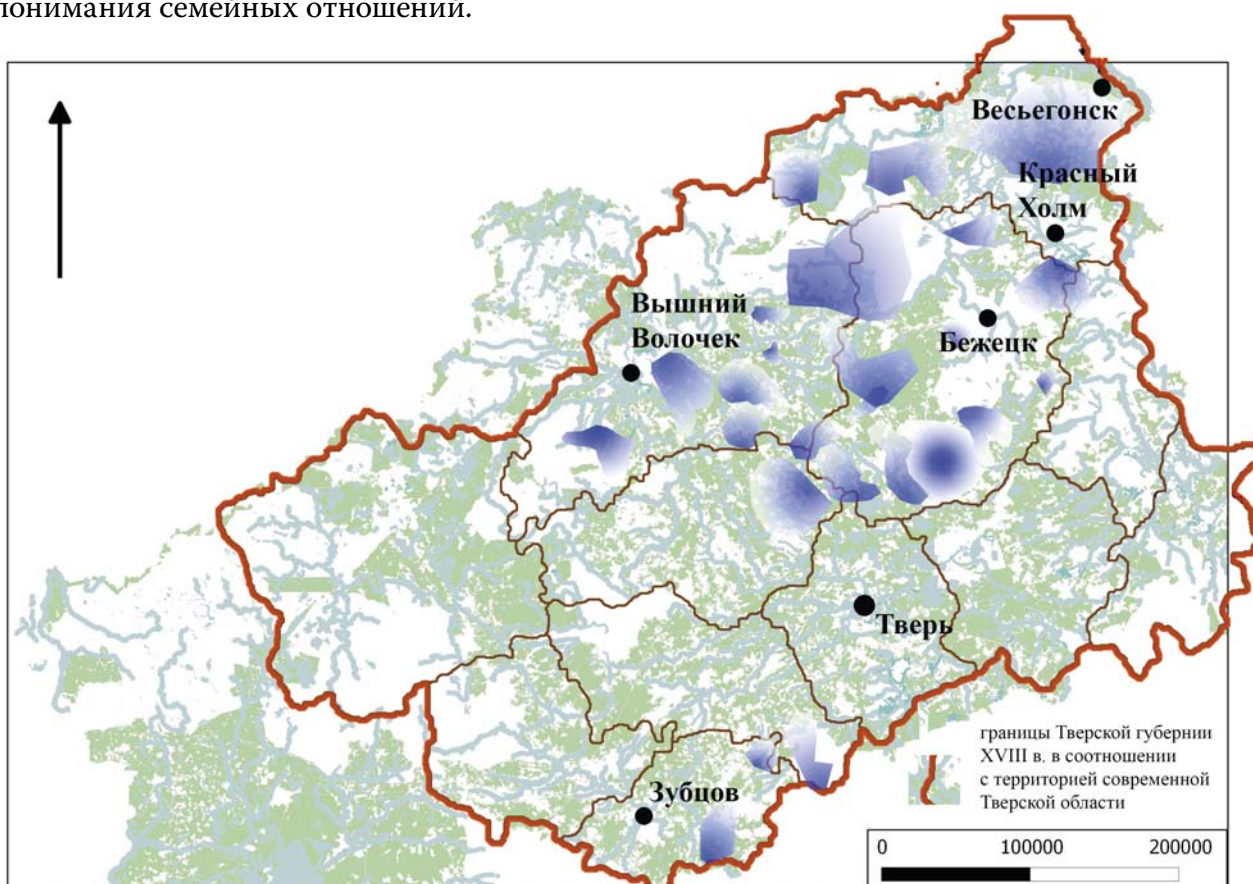 понимания семейных отношений.
Весьегонск
Красный
Холм
Вышний
Волочек
Бежецк
Тверь
Зубцов
границы Тверской губернии
XVIII в. в соотношении
с территорией современной
Тверской области
0 100000 200000